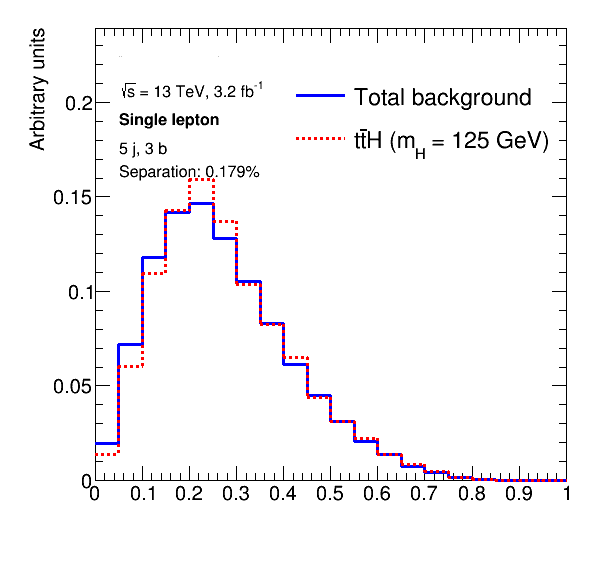 Arbitrary units
√s = 13 TeV, 3.2 fb⁻¹
Single lepton
5 j, 3 b
Separation: 0.179%
Total background
tt̄H (m_H = 125 GeV)
0.2
0.15
0.1
0.05
0
0 0.1 0.2 0.3 0.4 0.5 0.6 0.7 0.8 0.9 1